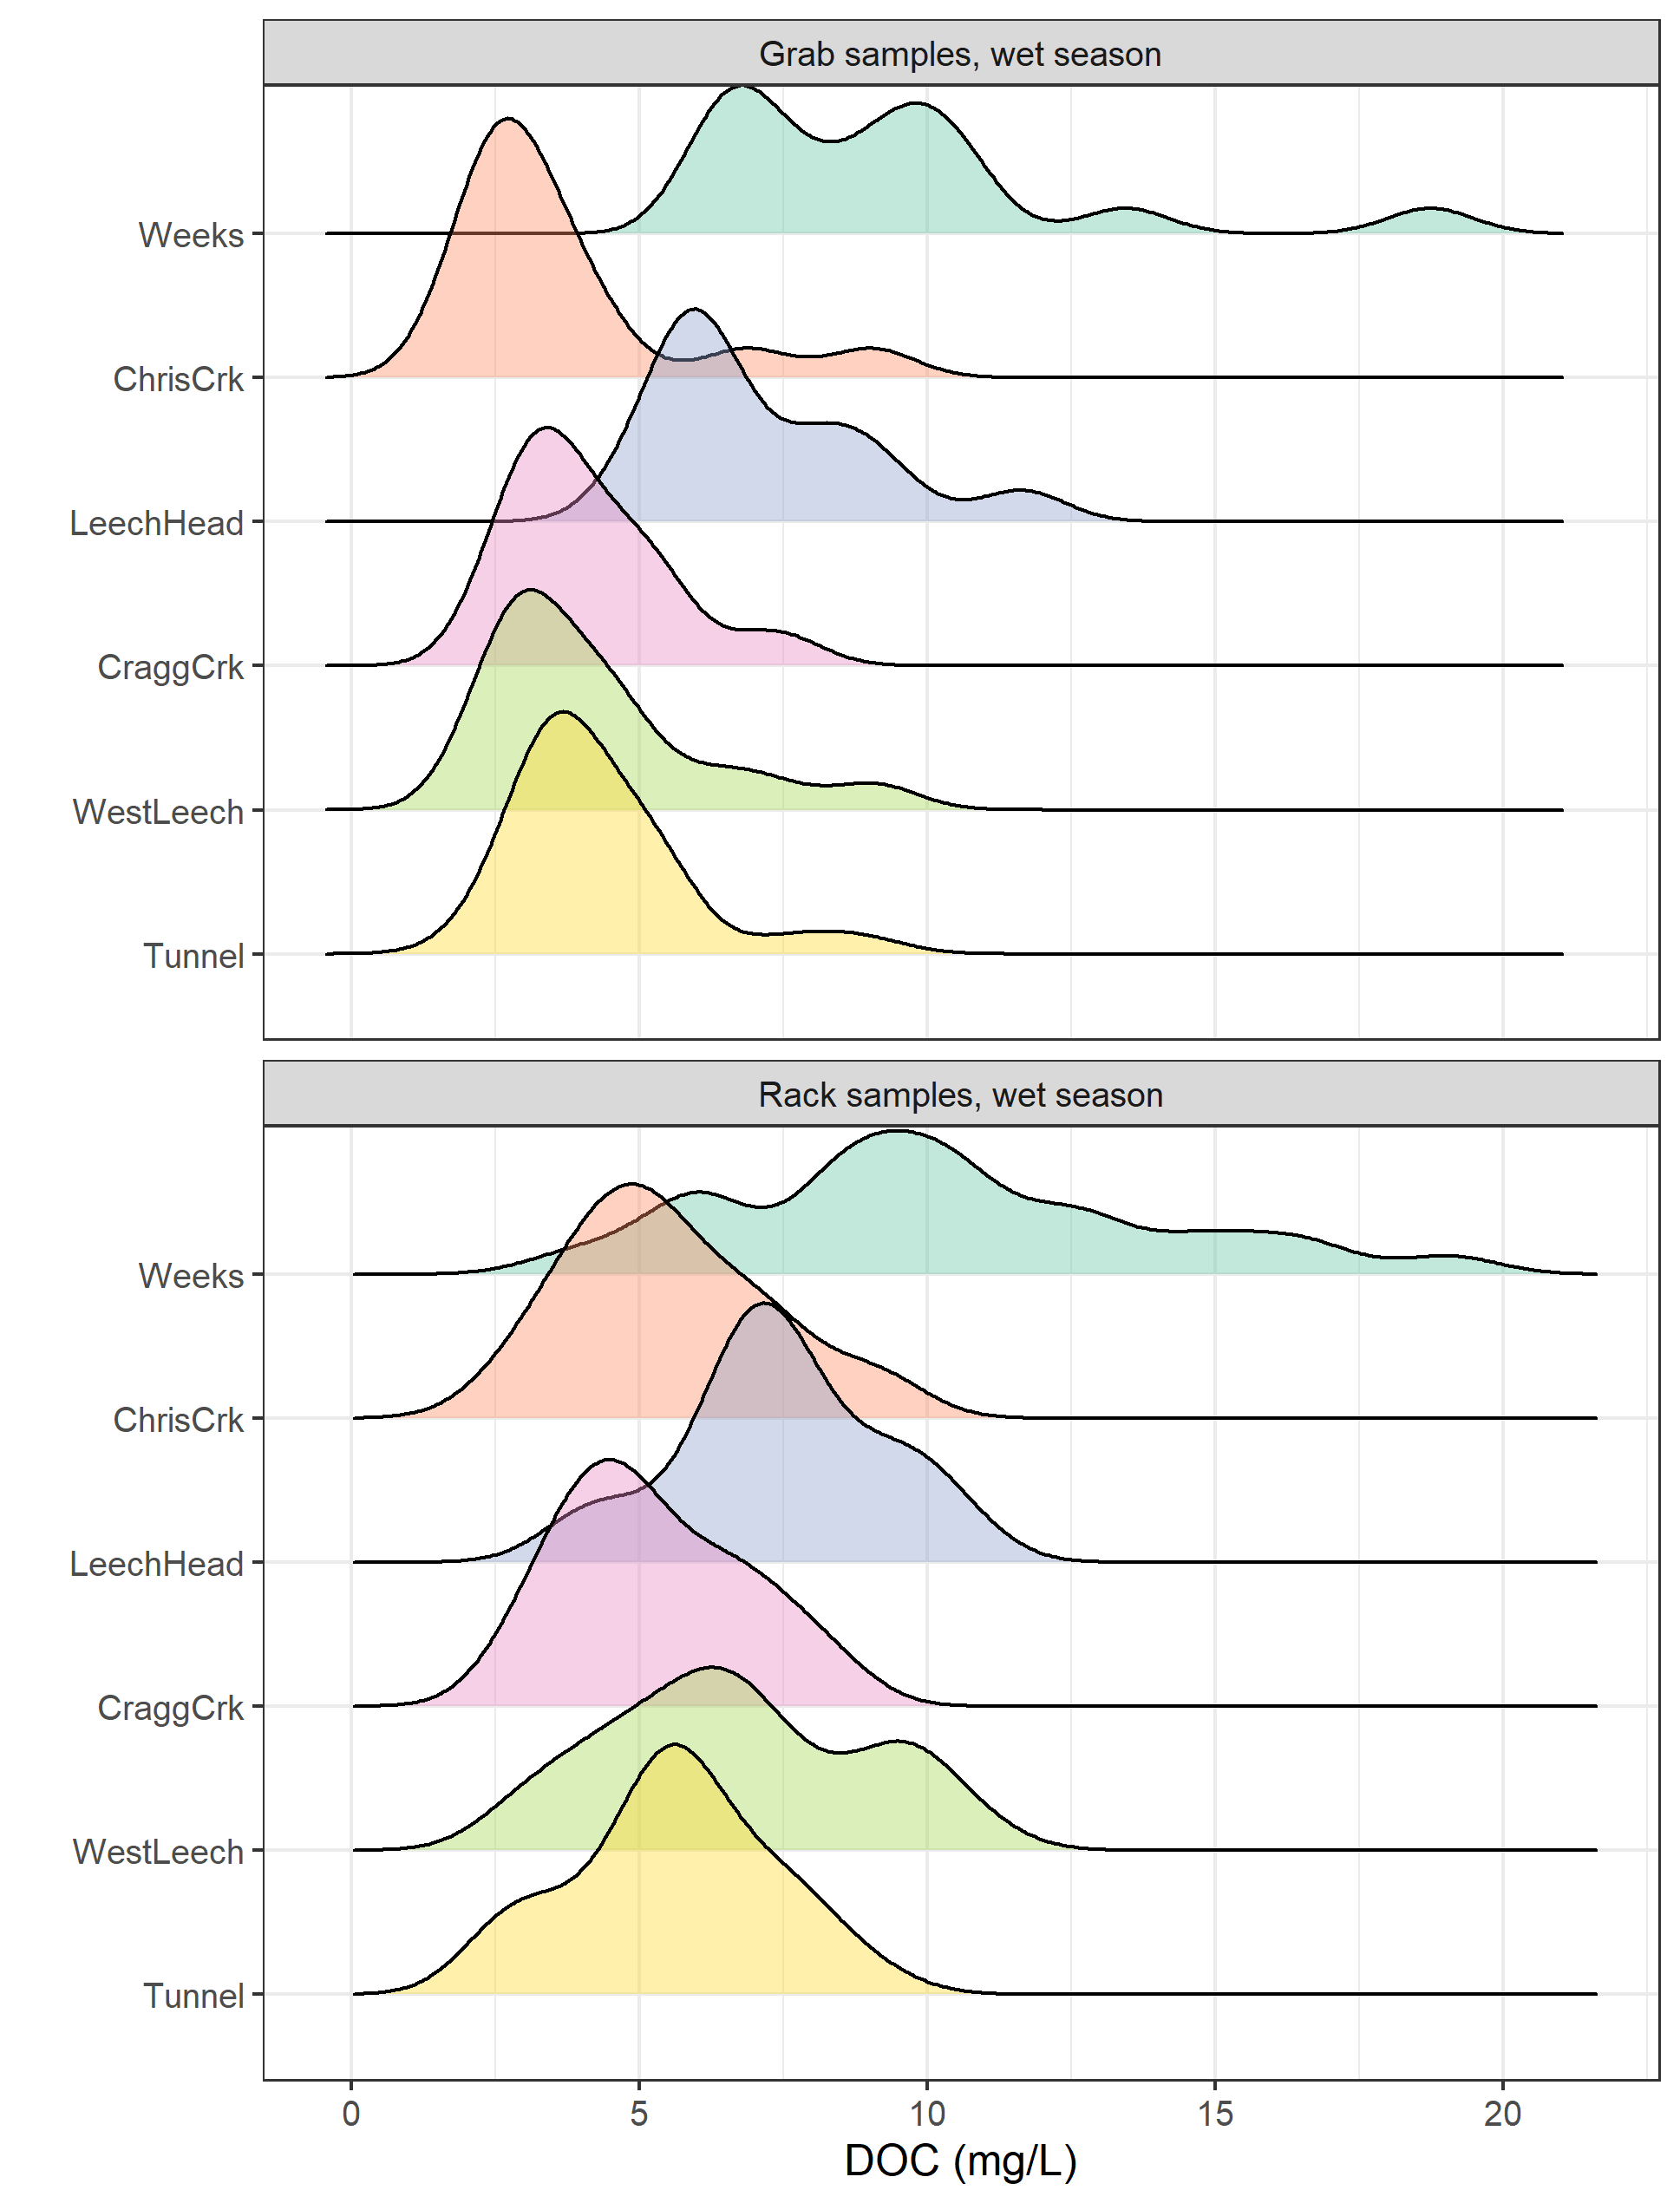 Grab samples, wet season
Weeks
ChrisCrk
LeechHead
CraggCrk
WestLeech
Tunnel
Rack samples, wet season
Weeks
ChrisCrk
LeechHead
CraggCrk
WestLeech
Tunnel
0 5 10 15 20
DOC (mg/L)